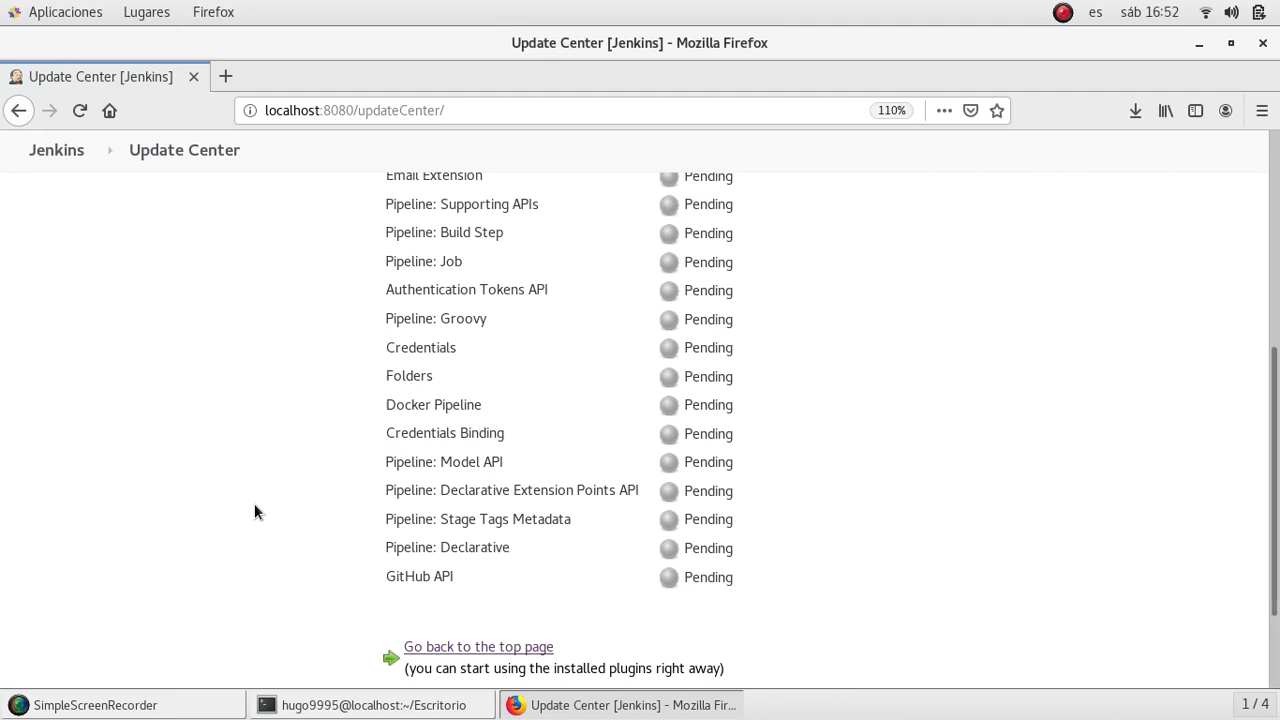 Aplicaciones Lugares Firefox es sáb 16:52
Update Center [Jenkins] - Mozilla Firefox
Update Center [Jenkins]
localhost:8080/updateCenter/ 110%
Jenkins Update Center
Email Extension Pending
Pipeline: Supporting APIs Pending
Pipeline: Build Step Pending
Pipeline: Job Pending
Authentication Tokens API Pending
Pipeline: Groovy Pending
Credentials Pending
Folders Pending
Docker Pipeline Pending
Credentials Binding Pending
Pipeline: Model API Pending
Pipeline: Declarative Extension Points API Pending
Pipeline: Stage Tags Metadata Pending
Pipeline: Declarative Pending
GitHub API Pending
Go back to the top page
(you can start using the installed plugins right away)
SimpleScreenRecorder hugo9995@localhost:~/Escritorio Update Center [Jenkins] - Mozilla Fir... 1 / 4